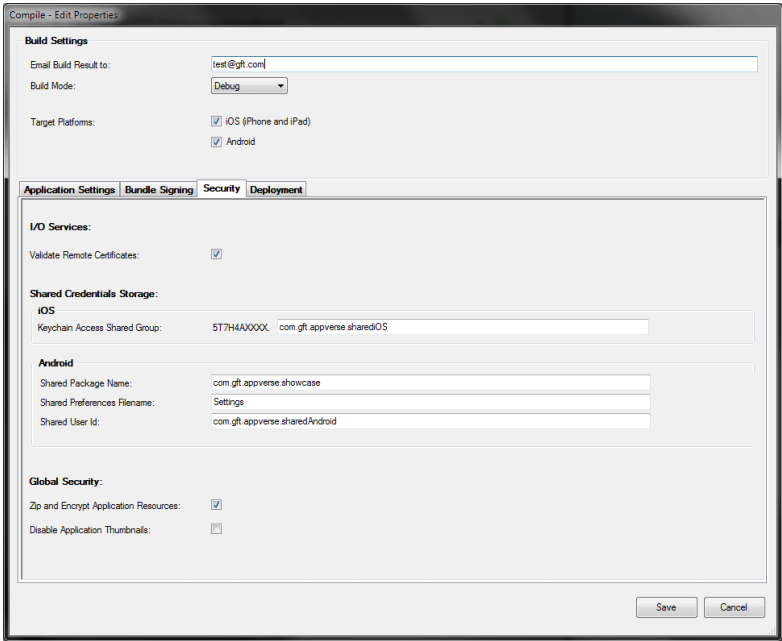 Compile - Edit Properties
Build Settings
Email Build Result to: test@gft.com
Build Mode: Debug
Target Platforms: iOS (iPhone and iPad)
Android
Application Settings Bundle Signing Security Deployment
I/O Services:
Validate Remote Certificates:
Shared Credentials Storage:
iOS
Keychain Access Shared Group: 5T7H4AXXXX. com.gft.appverse.sharediOS
Android
Shared Package Name: com.gft.appverse.showcase
Shared Preferences Filename: Settings
Shared User Id: com.gft.appverse.sharedAndroid
Global Security:
Zip and Encrypt Application Resources:
Disable Application Thumbnails:
Save Cancel